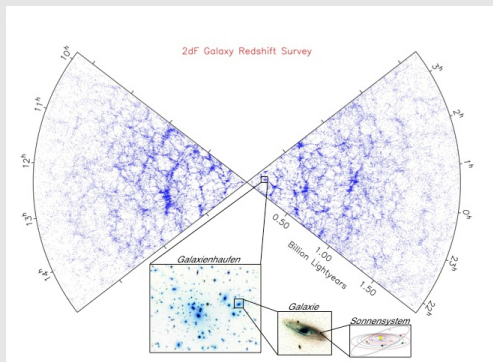 2dF Galaxy Redshift Survey
10h
11h
12h
13h
14h
3h
2h
1h
0h
23h
22h
0.50
1.00
1.50
Billion Lightyears
Galaxienhaufen
Galaxie
Sonnensystem